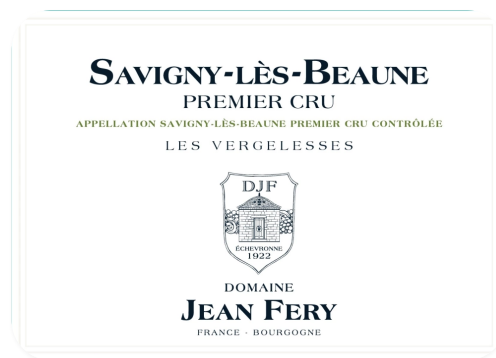 SAVIGNY-LÈS-BEAUNE
PREMIER CRU
APPELLATION SAVIGNY-LÈS-BEAUNE PREMIER CRU CONTRÔLÉE
LES VERGELESSES
DJF
ÉCHEVRONNE
1922
DOMAINE
JEAN FERY
FRANCE - BOURGOGNE